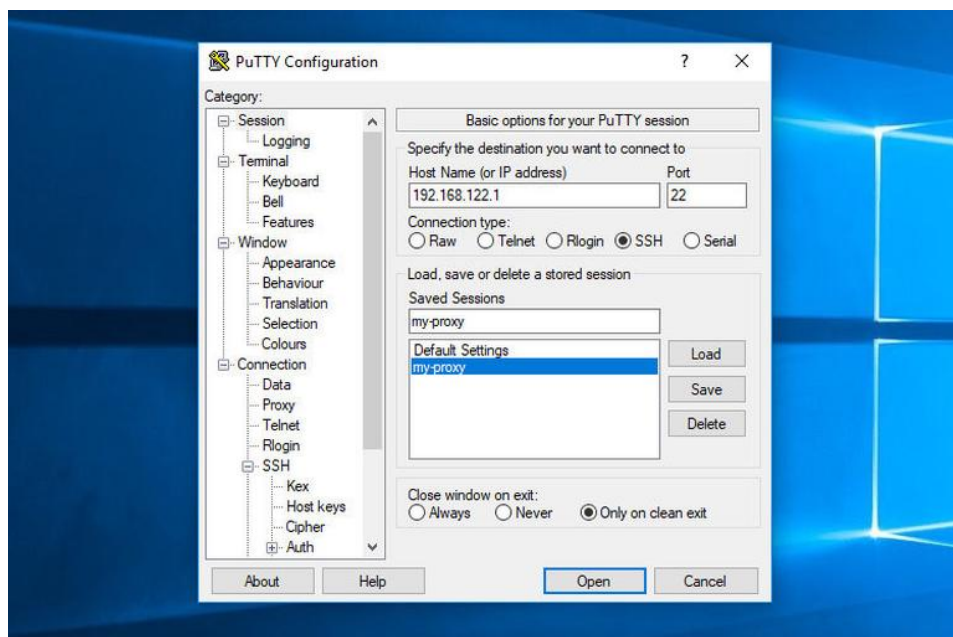 PuTTY Configuration
?
Category:
Session
Logging
Terminal
Keyboard
Bell
Features
Window
Appearance
Behaviour
Translation
Selection
Colours
Connection
Data
Proxy
Telnet
Rlogin
SSH
Kex
Host keys
Cipher
Auth
Basic options for your PuTTY session
Specify the destination you want to connect to
Host Name (or IP address) Port
192.168.122.1 22
Connection type:
Raw Telnet Rlogin SSH Serial
Load, save or delete a stored session
Saved Sessions
my-proxy
Default Settings
my-proxy
Load
Save
Delete
Close window on exit:
Always Never Only on clean exit
About Help Open Cancel